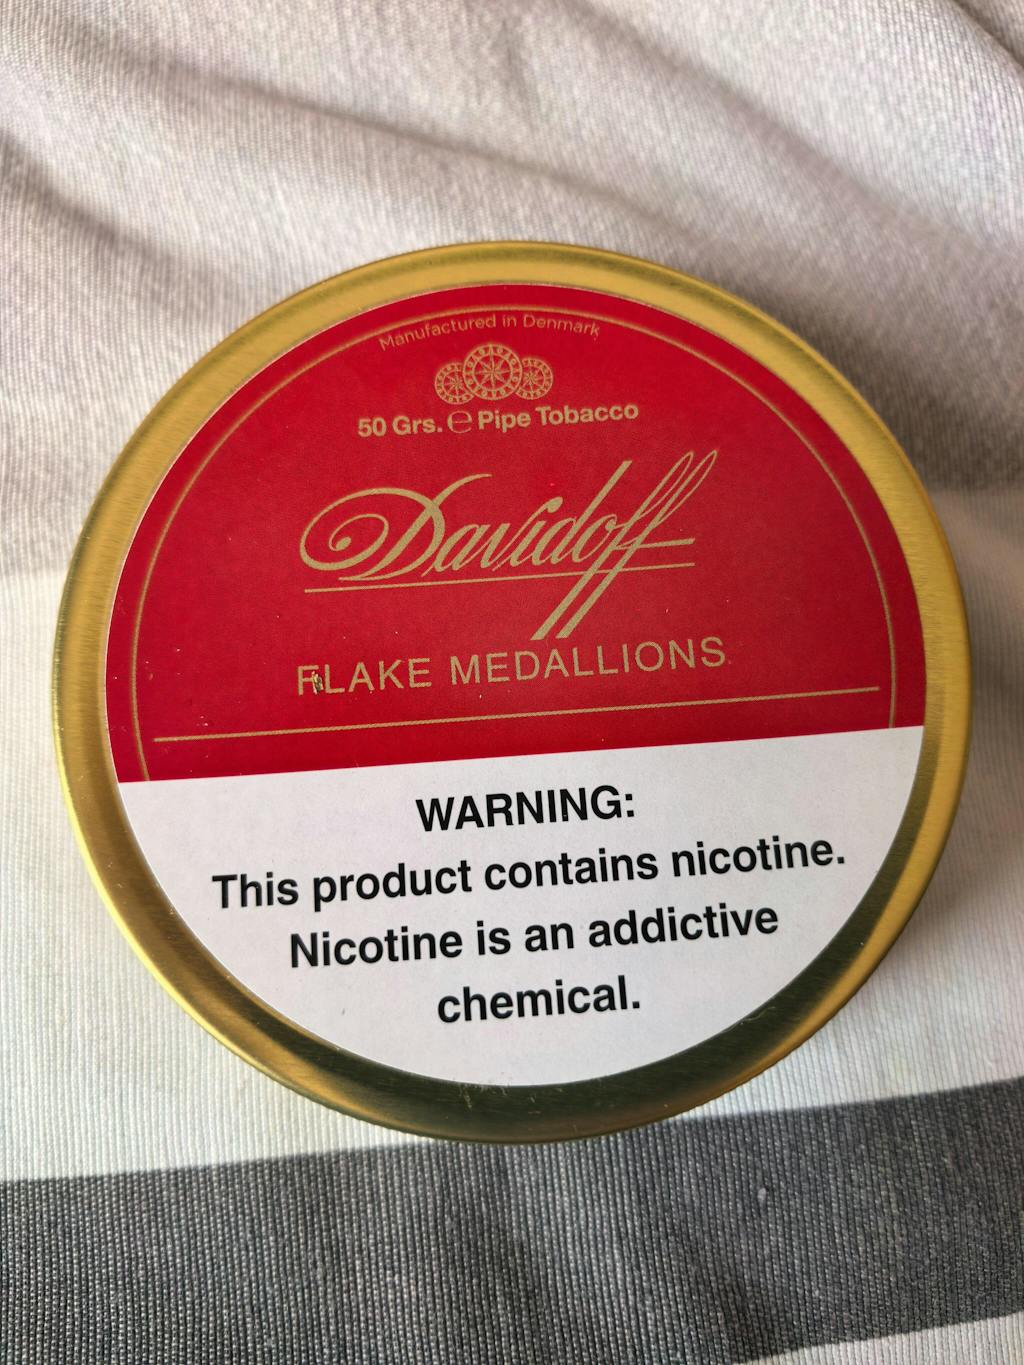 Manufactured in Denmark
50 Grs. ℮ Pipe Tobacco
Davidoff
FLAKE MEDALLIONS
WARNING:
This product contains nicotine.
Nicotine is an addictive
chemical.